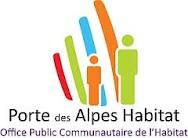 Porte des Alpes Habitat
Office Public Communautaire de l'Habitat